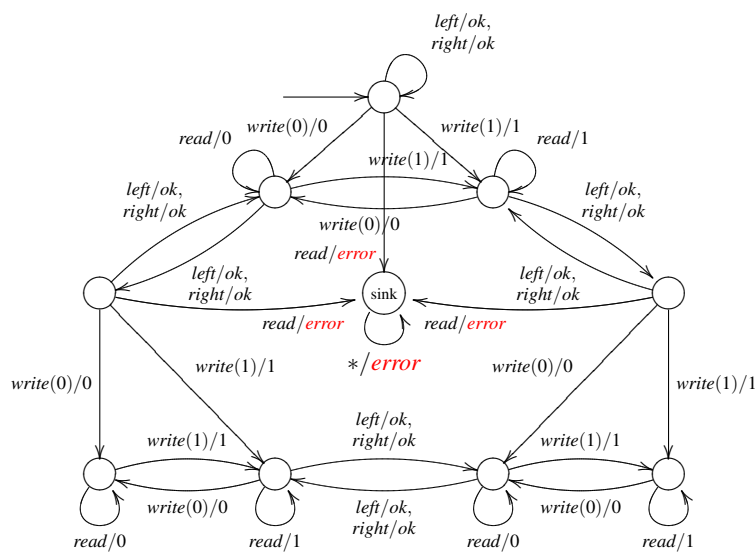 left/ok,
right/ok
write(0)/0
write(1)/1
read/0
read/1
write(1)/1
left/ok,
right/ok
left/ok,
right/ok
write(0)/0
read/error
left/ok,
right/ok
left/ok,
right/ok
sink
read/error
read/error
*/error
write(0)/0
write(1)/1
write(0)/0
write(1)/1
write(1)/1
left/ok,
right/ok
write(1)/1
write(0)/0
left/ok,
right/ok
write(0)/0
read/0
read/1
read/0
read/1